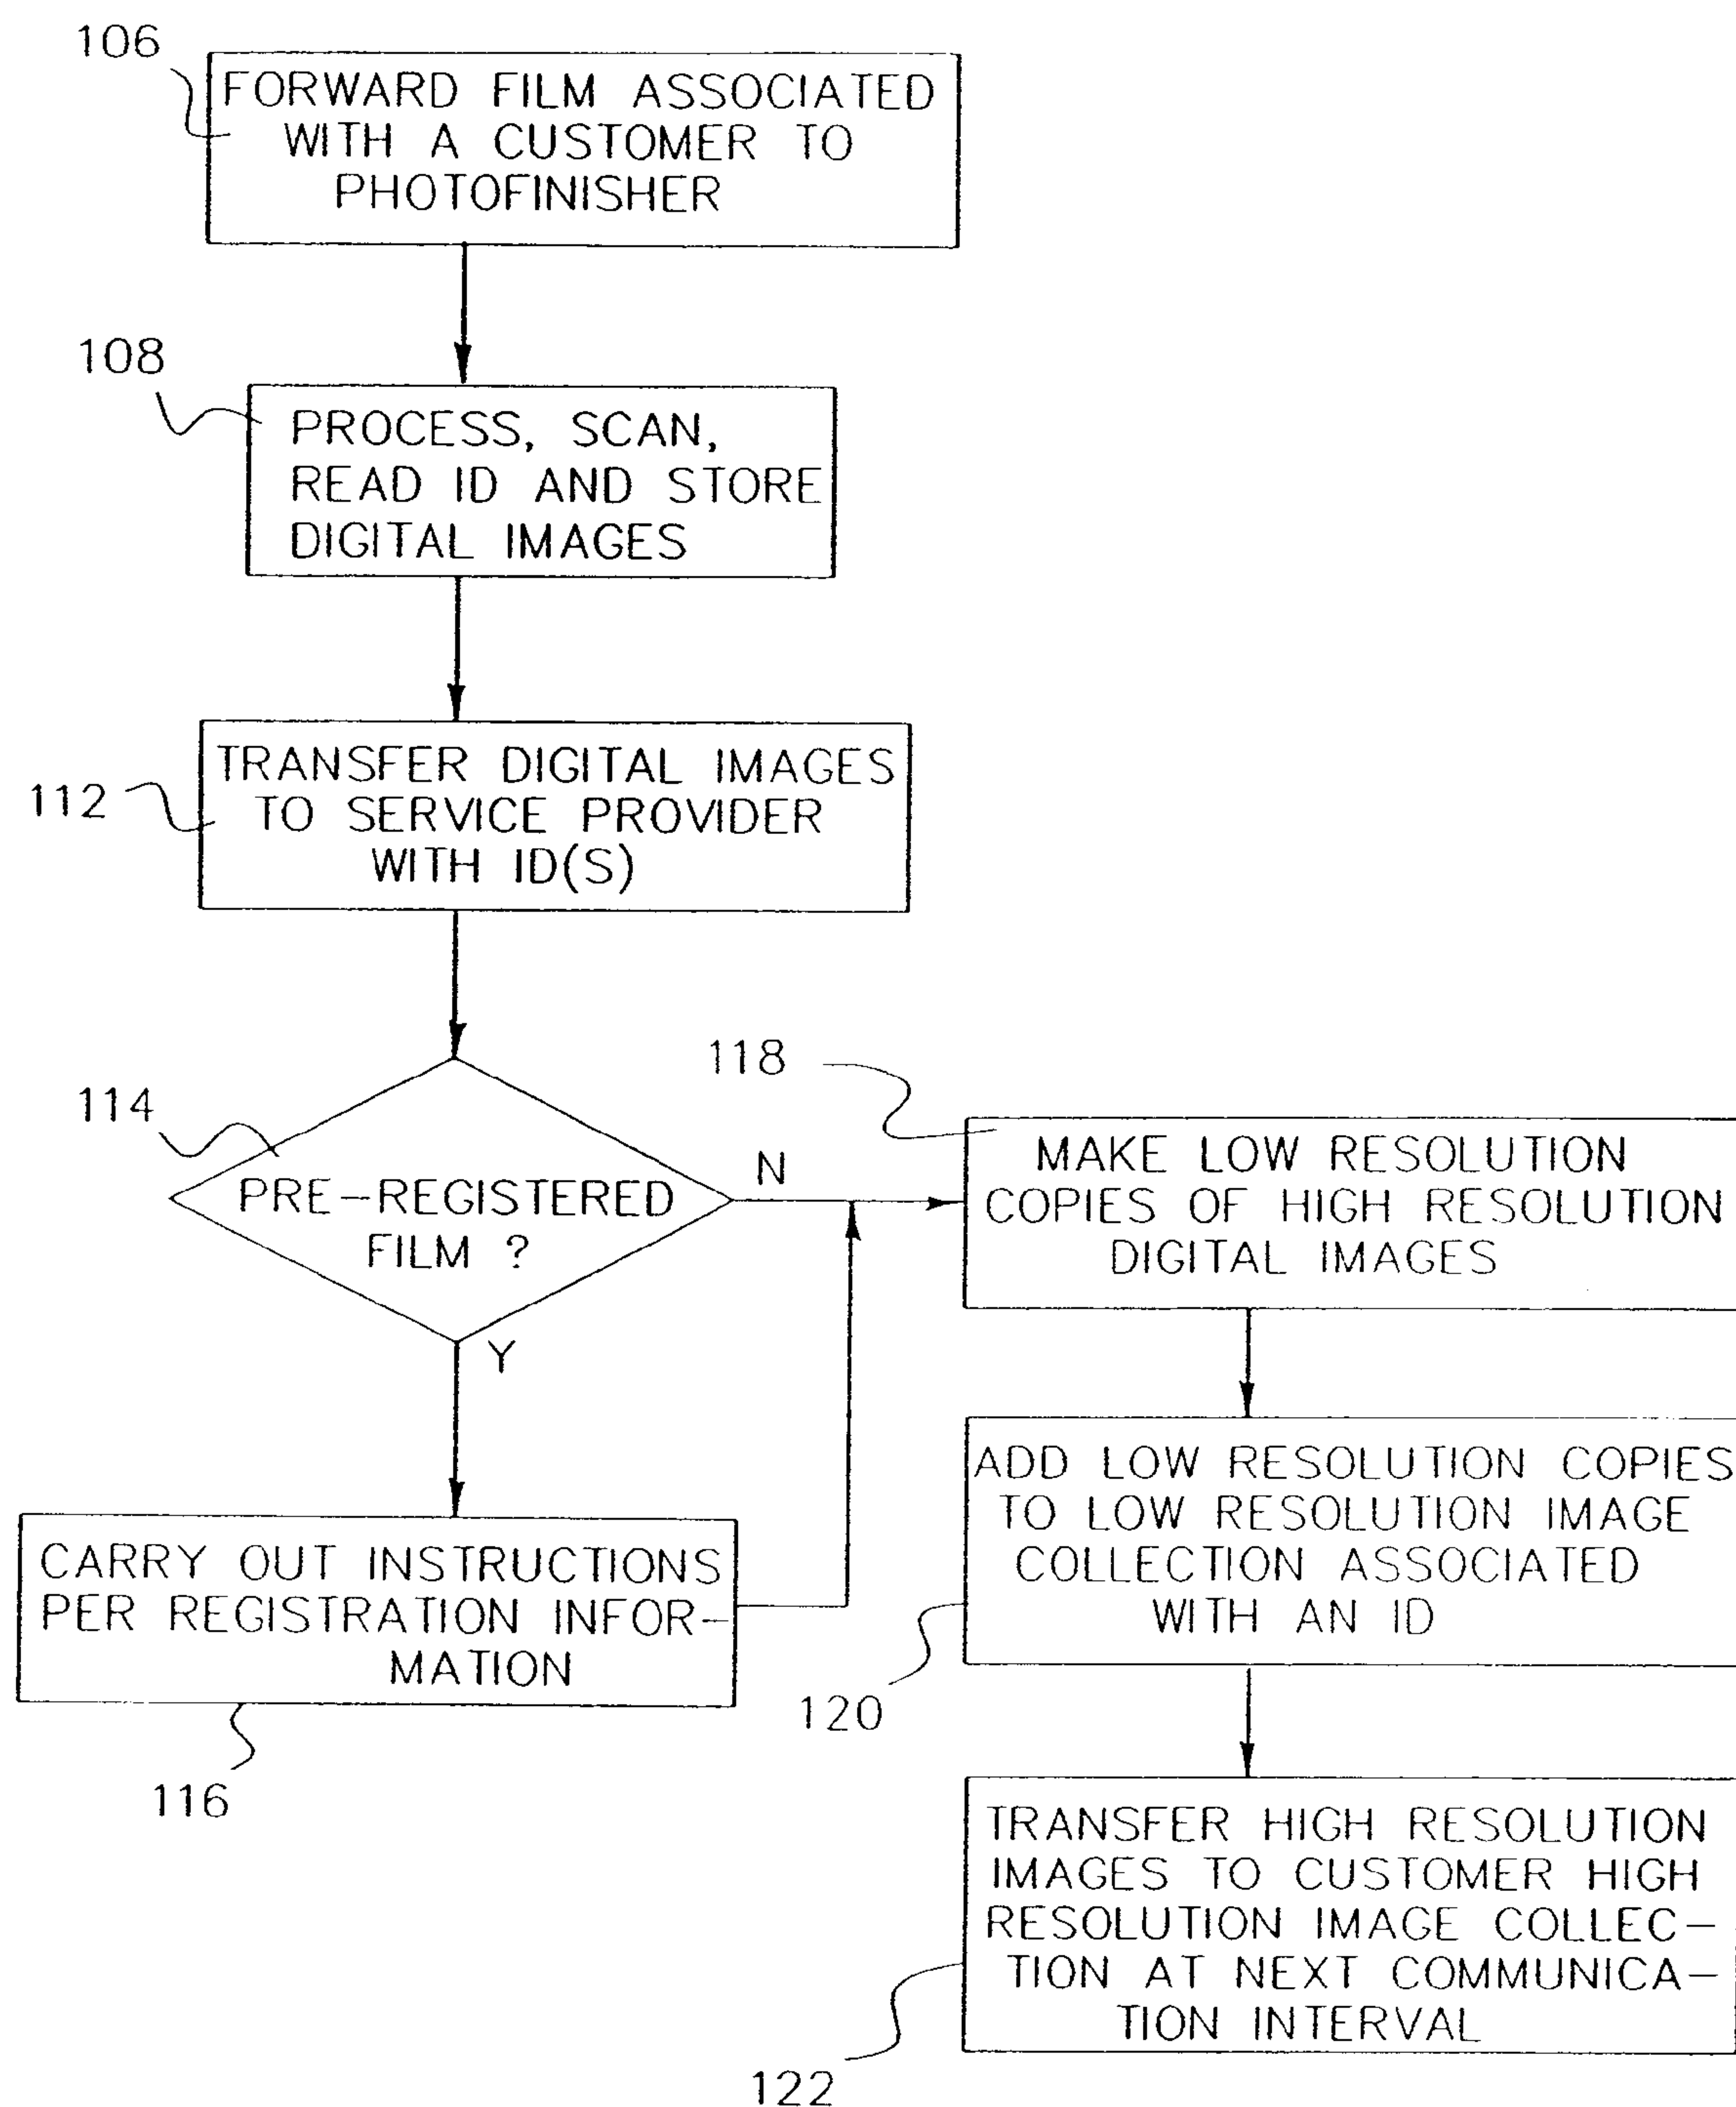 106
FORWARD FILM ASSOCIATED
WITH A CUSTOMER TO
PHOTOFINISHER
108
PROCESS, SCAN,
READ ID AND STORE
DIGITAL IMAGES
112
TRANSFER DIGITAL IMAGES
TO SERVICE PROVIDER
WITH ID(S)
114
PRE-REGISTERED
FILM ?
N
Y
CARRY OUT INSTRUCTIONS
PER REGISTRATION INFOR-
MATION
116
118
MAKE LOW RESOLUTION
COPIES OF HIGH RESOLUTION
DIGITAL IMAGES
ADD LOW RESOLUTION COPIES
TO LOW RESOLUTION IMAGE
COLLECTION ASSOCIATED
WITH AN ID
120
TRANSFER HIGH RESOLUTION
IMAGES TO CUSTOMER HIGH
RESOLUTION IMAGE COLLEC-
TION AT NEXT COMMUNICA-
TION INTERVAL
122